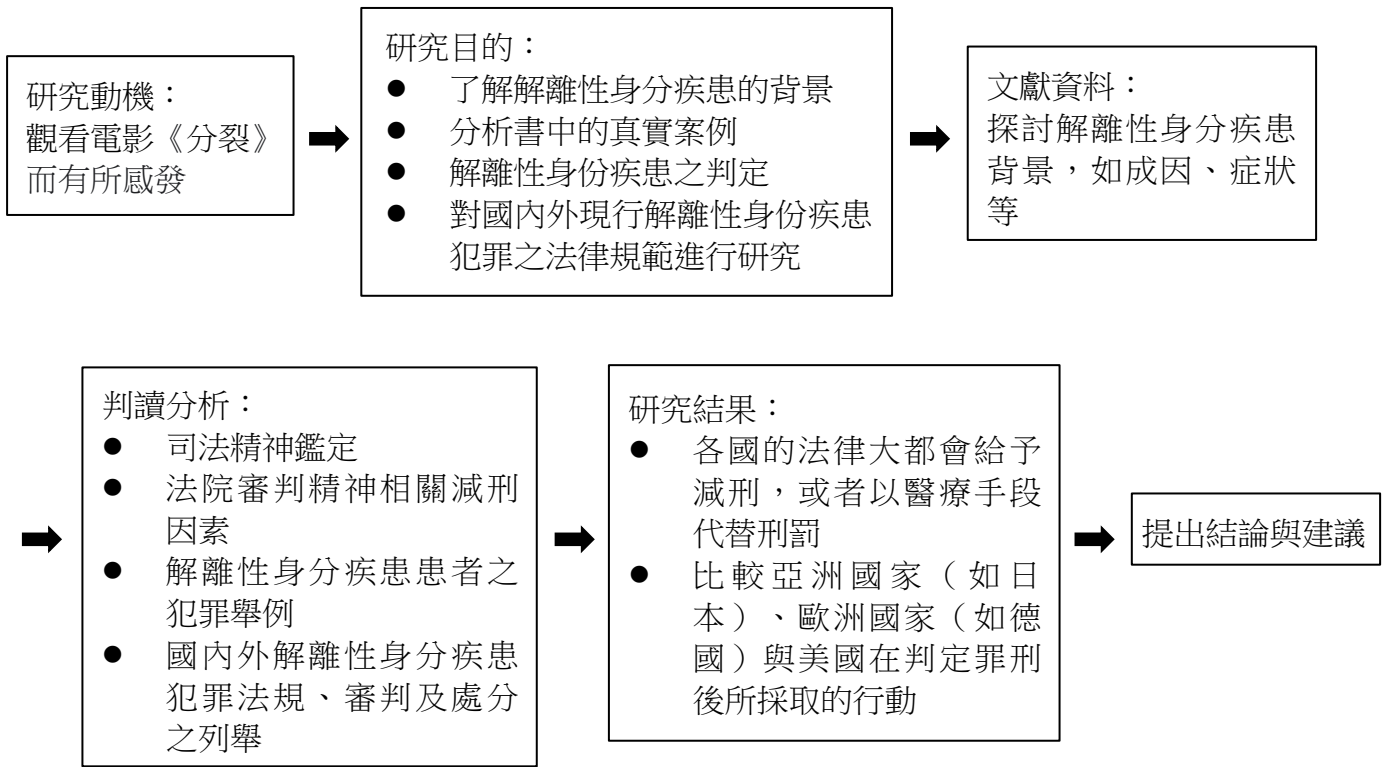 研究動機：
觀看電影《分裂》
而有所感發
研究目的：
● 了解解離性身分疾患的背景
● 分析書中的真實案例
● 解離性身份疾患之判定
● 對國內外現行解離性身份疾患
犯罪之法律規範進行研究
文獻資料：
探討解離性身分疾患
背景，如成因、症狀
等
判讀分析：
● 司法精神鑑定
● 法院審判精神相關減刑
因素
● 解離性身分疾患患者之
犯罪舉例
● 國內外解離性身分疾患
犯罪法規、審判及處分
之列舉
研究結果：
● 各國的法律大都會給予
減刑，或者以醫療手段
代替刑罰
● 比較亞洲國家（如日
本）、歐洲國家（如德
國）與美國在判定罪刑
後所採取的行動
提出結論與建議